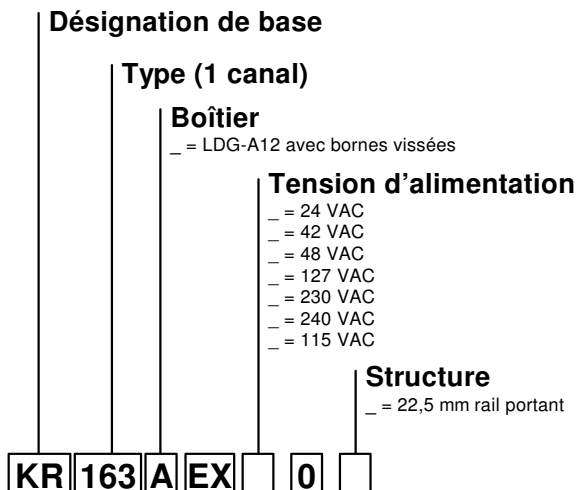 Désignation de base
Type (1 canal)
Boîtier
_ = LDG-A12 avec bornes vissées
Tension d'alimentation
_ = 24 VAC
_ = 42 VAC
_ = 48 VAC
_ = 127 VAC
_ = 230 VAC
_ = 240 VAC
_ = 115 VAC
Structure
_ = 22,5 mm rail portant
KR 163 A EX 0